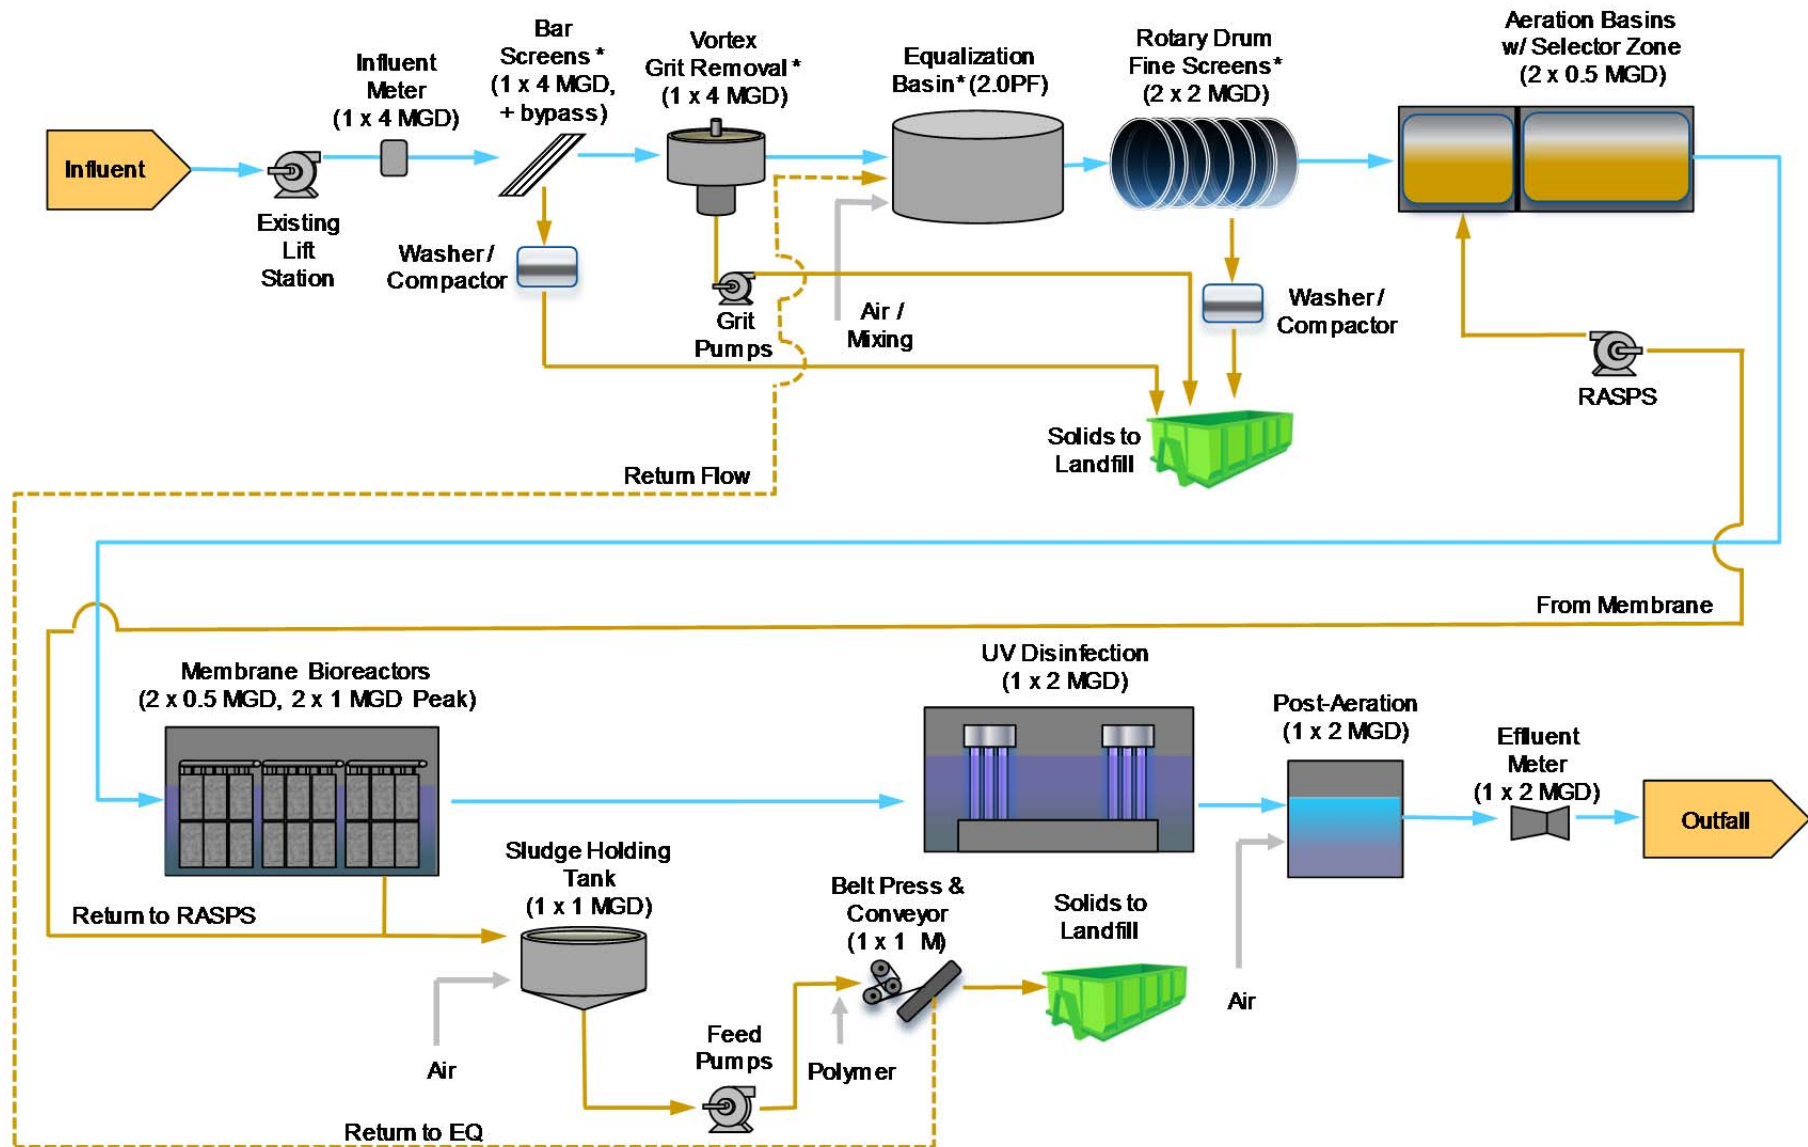 Influent
Existing
Lift
Station
Influent
Meter
(1 x 4 MGD)
Bar
Screens*
(1 x 4 MGD,
+ bypass)
Washer /
Compactor
Vortex
Grit Removal*
(1 x 4 MGD)
Grit
Pumps
Equalization
Basin* (2.0PF)
Air /
Mixing
Rotary Drum
Fine Screens*
(2 x 2 MGD)
Washer /
Compactor
Aeration Basins
w/ Selector Zone
(2 x 0.5 MGD)
RASPS
Solids to
Landfill
Return Flow
From Membrane
Membrane Bioreactors
(2 x 0.5 MGD, 2 x 1 MGD Peak)
Return to RASPS
Sludge Holding
Tank
(1 x 1 MGD)
Air
Feed
Pumps
Belt Press &
Conveyor
(1 x 1 M)
Polymer
Solids to
Landfill
UV Disinfection
(1 x 2 MGD)
Post-Aeration
(1 x 2 MGD)
Air
Effluent
Meter
(1 x 2 MGD)
Outfall
Return to EQ